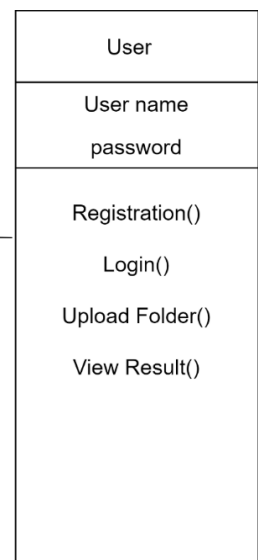 User
User name
password
Registration()
Login()
Upload Folder()
View Result()